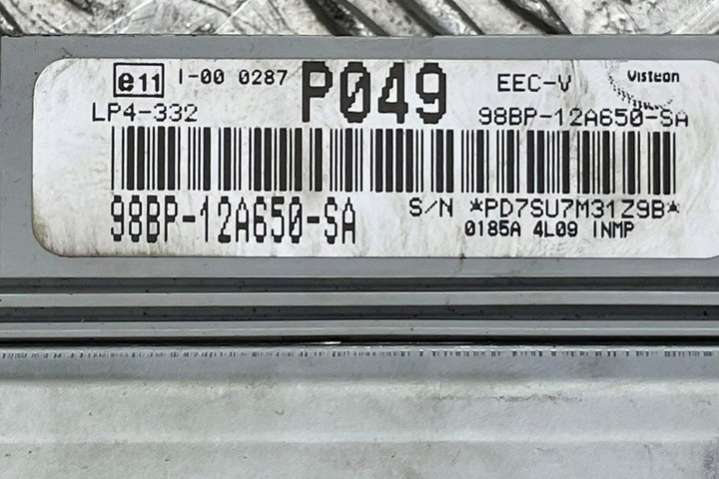 e11 I-00 0287 P049 EEC-V Visteon
LP4-332 98BP-12A650-SA
98BP-12A650-SA S/N *PD7SU7M31Z9B*
0185A 4L09 INMP